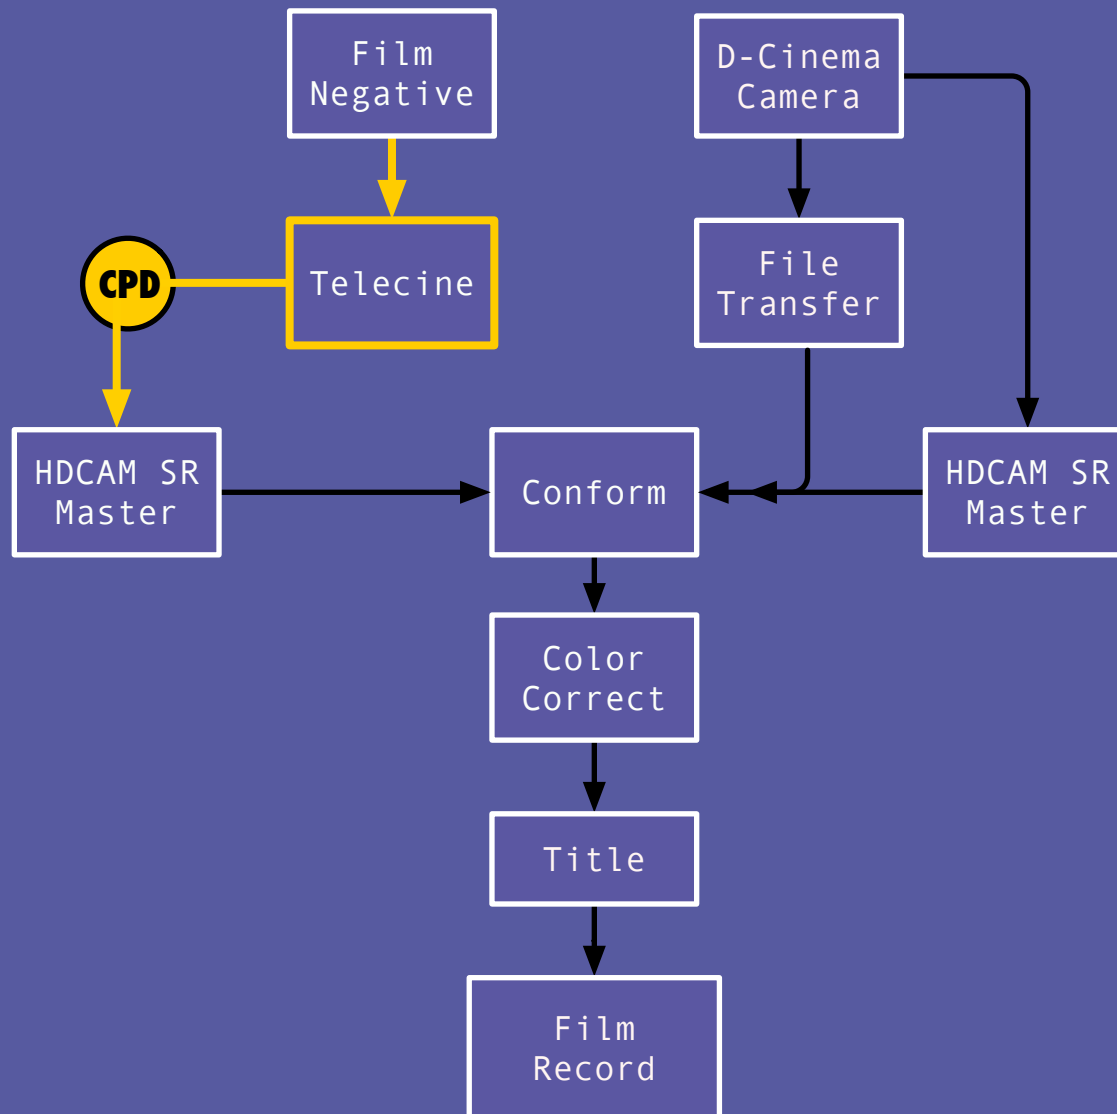 Film
Negative
D-Cinema
Camera
Telecine
File
Transfer
CPD
HDCAM SR
Master
Conform
HDCAM SR
Master
Color
Correct
Title
Film
Record